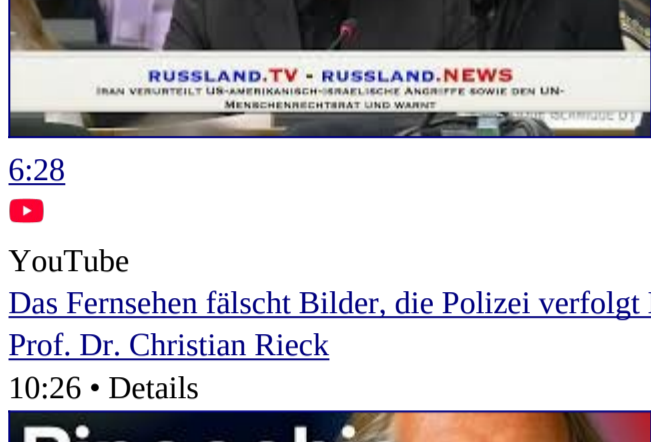 RUSSLAND.TV - RUSSLAND.NEWS
IRAN VERURTEILT US-AMERIKANISCH-ISRAELISCHE ANGRIFFE SOWIE DEN UN-
MENSCHENRECHTSRAT UND WARNT
6:28
YouTube
Das Fernsehen fälscht Bilder, die Polizei verfolgt
Prof. Dr. Christian Rieck
10:26 • Details